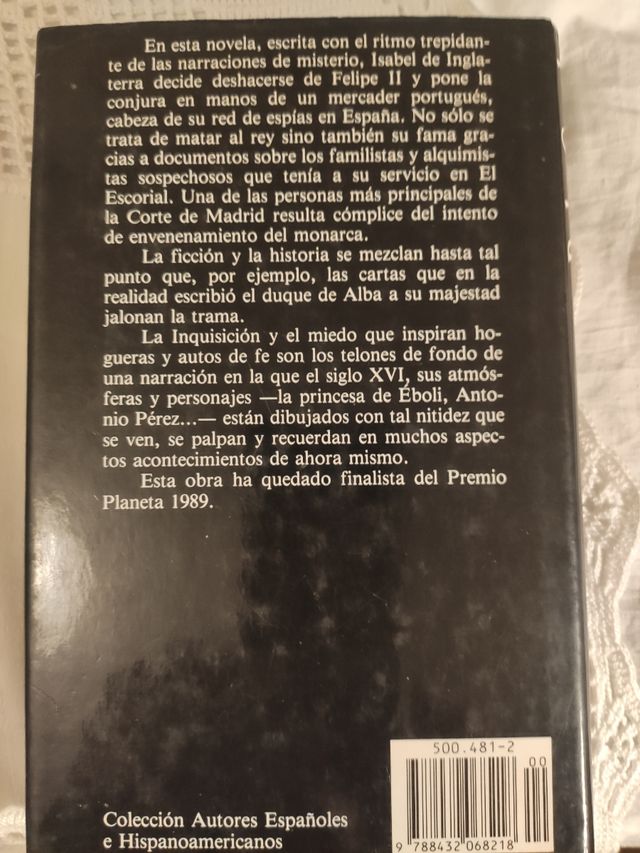 En esta novela, escrita con el ritmo trepidan-
te de las narraciones de misterio, Isabel de Ingla-
terra decide deshacerse de Felipe II y pone la
conjura en manos de un mercader portugués,
cabeza de su red de espías en España. No sólo se
trata de matar al rey sino también su fama gra-
cias a documentos sobre los familistas y alquimis-
tas sospechosos que tenía a su servicio en El
Escorial. Una de las personas más principales de
la Corte de Madrid resulta cómplice del intento
de envenenamiento del monarca.
La ficción y la historia se mezclan hasta tal
punto que, por ejemplo, las cartas que en la
realidad escribió el duque de Alba a su majestad
jalonan la trama.
La Inquisición y el miedo que inspiran ho-
gueras y autos de fe son los telones de fondo de
una narración en la que el siglo XVI, sus atmós-
feras y personajes —la princesa de Éboli, Anto-
nio Pérez...— están dibujados con tal nitidez que
se ven, se palpan y recuerdan en muchos aspec-
tos acontecimientos de ahora mismo.
Esta obra ha quedado finalista del Premio
Planeta 1989.
500.481-2
00
9 788432 068218
Colección Autores Españoles
e Hispanoamericanos